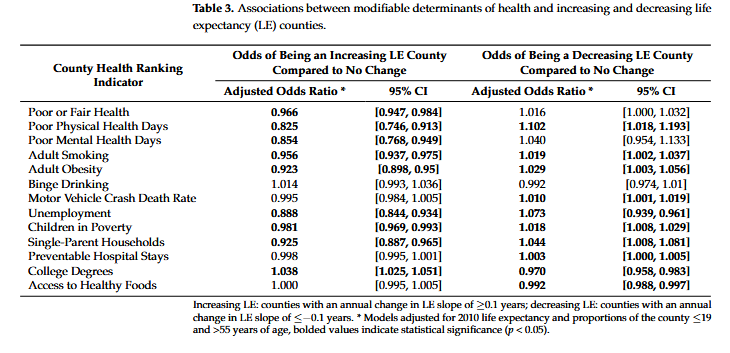 Table 3. Associations between modifiable determinants of health and increasing and decreasing life
expectancy (LE) counties.
County Health Ranking Indicator | Odds of Being an Increasing LE County Compared to No Change | Odds of Being a Decreasing LE County Compared to No Change
Adjusted Odds Ratio * | 95% CI | Adjusted Odds Ratio * | 95% CI
Poor or Fair Health 0.966 [0.947, 0.984] 1.016 [1.000, 1.032]
Poor Physical Health Days 0.825 [0.746, 0.913] 1.102 [1.018, 1.193]
Poor Mental Health Days 0.854 [0.768, 0.949] 1.040 [0.954, 1.133]
Adult Smoking 0.956 [0.937, 0.975] 1.019 [1.002, 1.037]
Adult Obesity 0.923 [0.898, 0.95] 1.029 [1.003, 1.056]
Binge Drinking 1.014 [0.993, 1.036] 0.992 [0.974, 1.01]
Motor Vehicle Crash Death Rate 0.995 [0.984, 1.005] 1.010 [1.001, 1.019]
Unemployment 0.888 [0.844, 0.934] 1.073 [0.939, 0.961]
Children in Poverty 0.981 [0.969, 0.993] 1.018 [1.008, 1.029]
Single-Parent Households 0.925 [0.887, 0.965] 1.044 [1.008, 1.081]
Preventable Hospital Stays 0.998 [0.995, 1.001] 1.003 [1.000, 1.005]
College Degrees 1.038 [1.025, 1.051] 0.970 [0.958, 0.983]
Access to Healthy Foods 1.000 [0.995, 1.005] 0.992 [0.988, 0.997]
Increasing LE: counties with an annual change in LE slope of ≥0.1 years; decreasing LE: counties with an annual
change in LE slope of ≤−0.1 years. * Models adjusted for 2010 life expectancy and proportions of the county ≤19
and >55 years of age, bolded values indicate statistical significance (p < 0.05).